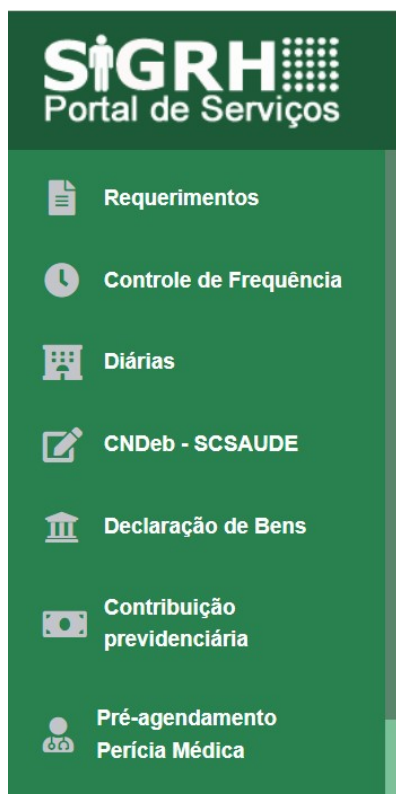 SiGRH
Portal de Serviços
Requerimentos
Controle de Frequência
Diárias
CNDeb - SCSAUDE
Declaração de Bens
Contribuição
previdenciária
Pré-agendamento
Perícia Médica